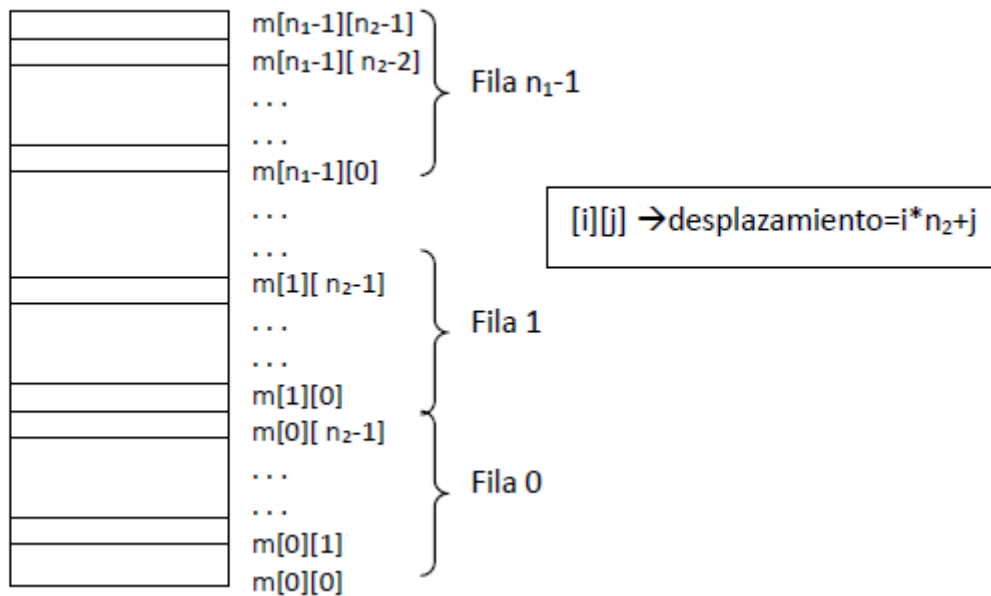 m[n₁-1][n₂-1]
m[n₁-1][ n₂-2]
. . .
. . .
m[n₁-1][0]
Fila n₁-1
. . .
. . .
[i][j] →desplazamiento=i*n₂+j
m[1][ n₂-1]
. . .
. . .
m[1][0]
Fila 1
m[0][ n₂-1]
. . .
. . .
m[0][1]
m[0][0]
Fila 0